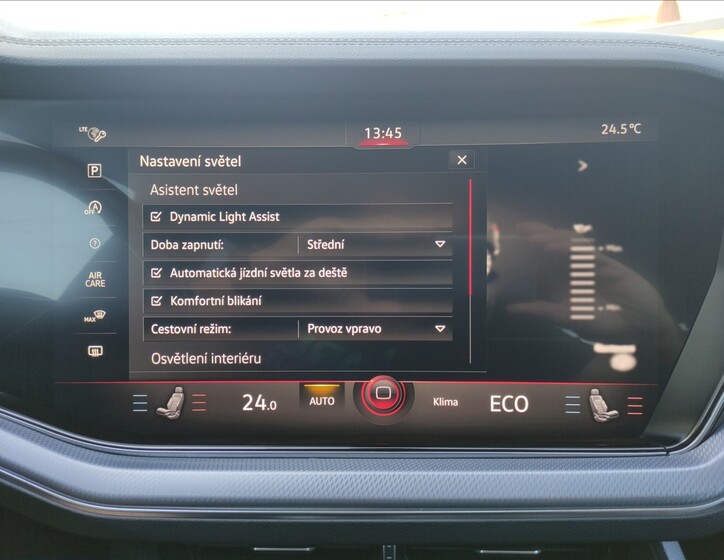 LTE
13:45
24.5°C
P
Nastavení světel
Asistent světel
A
OFF
Dynamic Light Assist
Doba zapnutí: Střední
AIR
CARE
Automatická jízdní světla za deště
Komfortní blikání
MAX
Cestovní režim: Provoz vpravo
Osvětlení interiéru
24.0
AUTO
Klima
ECO